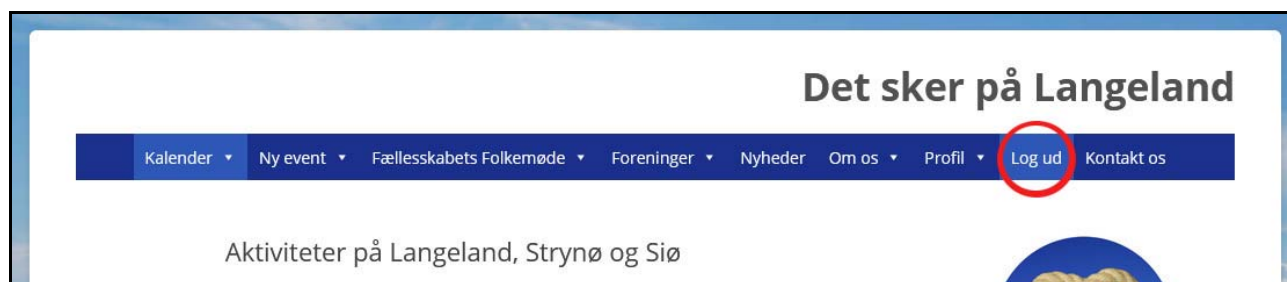 Det sker på Langeland
Kalender ▾ Ny event ▾ Fællesskabets Folkemøde ▾ Foreninger ▾ Nyheder Om os ▾ Profil ▾ Log ud Kontakt os
Aktiviteter på Langeland, Strynø og Siø